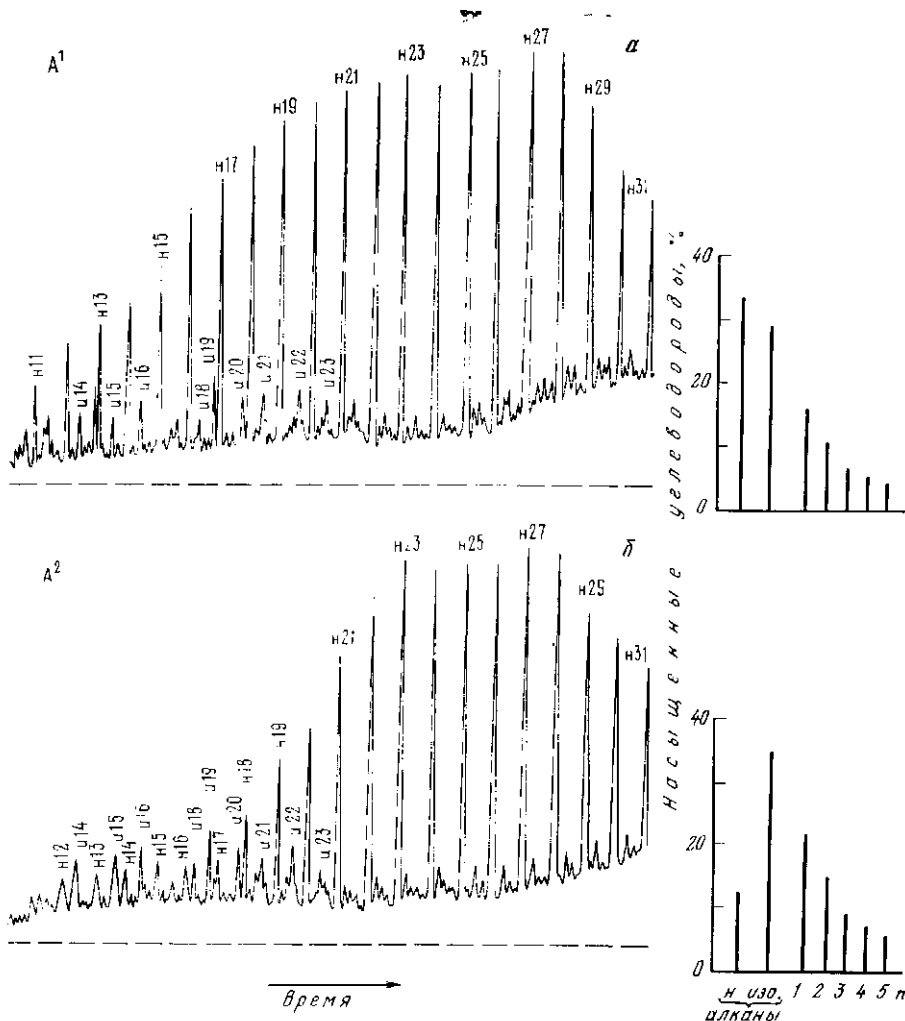 A¹
а
н11
н13
и14
и15
н15
и16
н17
и18
и19
и20
и21
н19
и22
и23
н21
н23
н25
н27
н29
н31
40
20
0
A²
б
н12
и14
н13
и15
н14
и16
н15
н16
и18
и19
н17
и20
н18
и21
н19
и22
и23
н21
н23
н25
н27
н31
Время
Насыщенные углеводороды, %
40
20
0
н изо, 1 2 3 4 5 n
алканы